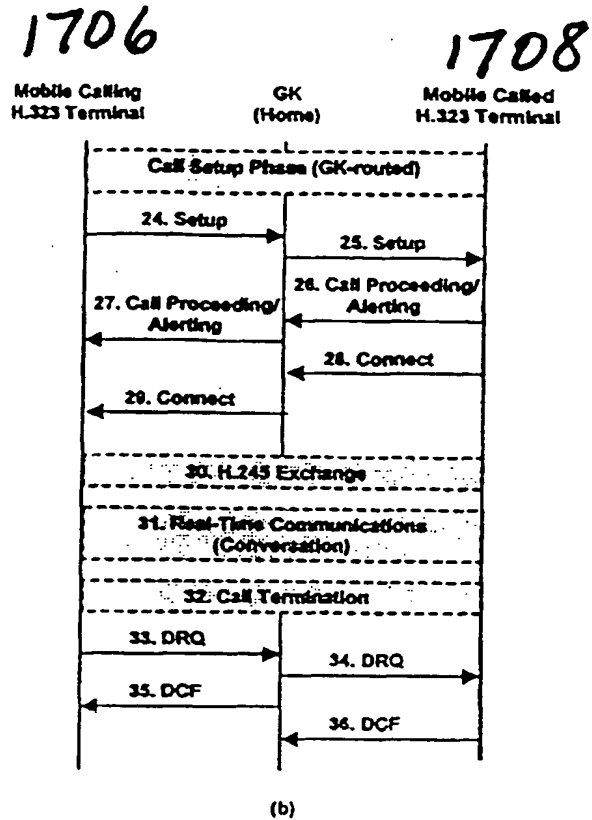 1706
1708
Mobile Calling
H.323 Terminal
GK
(Home)
Mobile Called
H.323 Terminal
Call Setup Phase (GK-routed)
24. Setup
25. Setup
26. Call Proceeding/
Alerting
27. Call Proceeding/
Alerting
28. Connect
29. Connect
30. H.245 Exchange
31. Real-Time Communications
(Conversation)
32. Call Termination
33. DRQ
34. DRQ
35. DCF
36. DCF
(b)